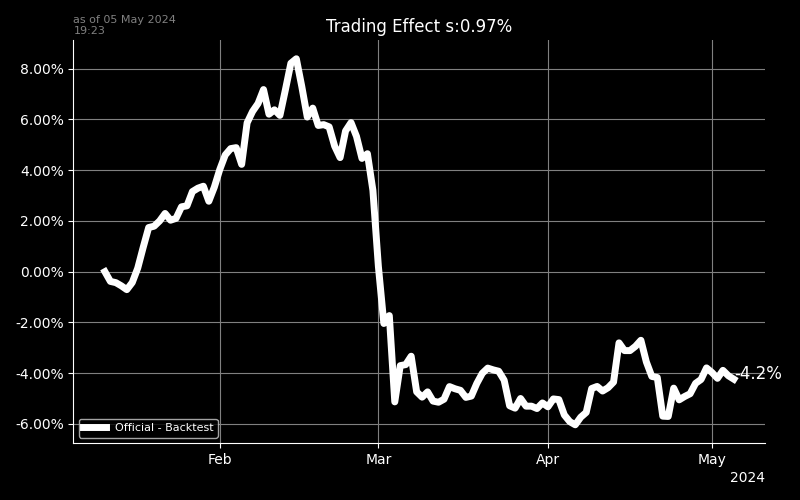 as of 05 May 2024
19:23
Trading Effect s:0.97%
8.00%
6.00%
4.00%
2.00%
0.00%
-2.00%
-4.00%
-6.00%
-4.2%
Official - Backtest
Feb
Mar
Apr
May
2024